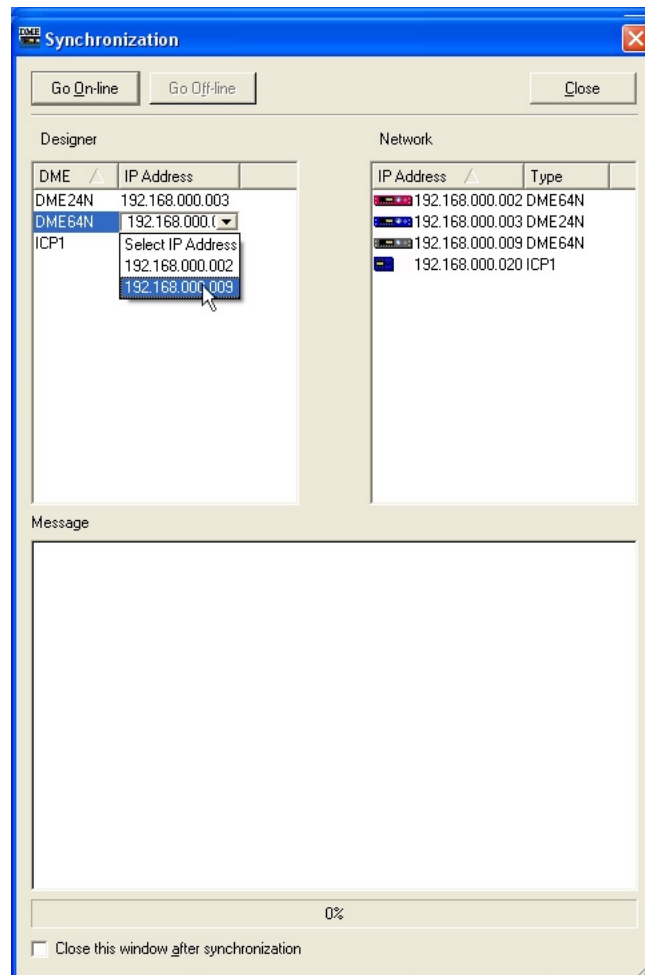 DME
Synchronization
Go On-line Go Off-line Close
Designer Network
DME IP Address IP Address Type
DME24N 192.168.000.003 192.168.000.002 DME64N
DME64N 192.168.000.( 192.168.000.003 DME24N
ICP1 Select IP Address 192.168.000.009 DME64N
192.168.000.002 192.168.000.020 ICP1
192.168.000.009
Message
0%
Close this window after synchronization